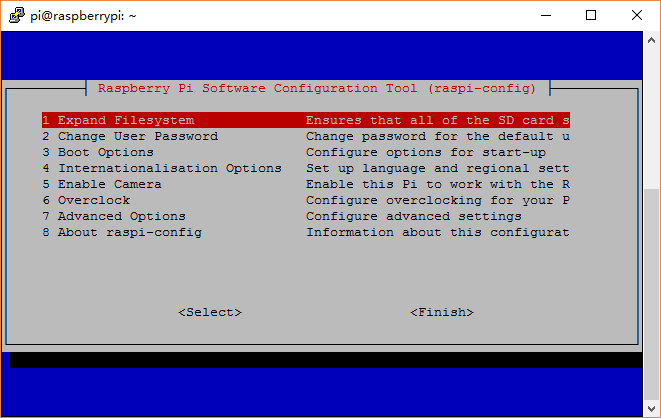 pi@raspberrypi: ~
Raspberry Pi Software Configuration Tool (raspi-config)
1 Expand Filesystem Ensures that all of the SD card s
2 Change User Password Change password for the default u
3 Boot Options Configure options for start-up
4 Internationalisation Options Set up language and regional sett
5 Enable Camera Enable this Pi to work with the R
6 Overclock Configure overclocking for your P
7 Advanced Options Configure advanced settings
8 About raspi-config Information about this configurat
<Select> <Finish>